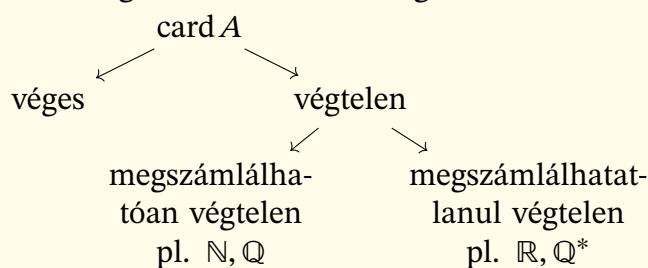 card A
véges végtelen
megszámlálha- megszámlálhatat-
tóan végtelen lanul végtelen
pl. ℕ, ℚ pl. ℝ, ℚ*